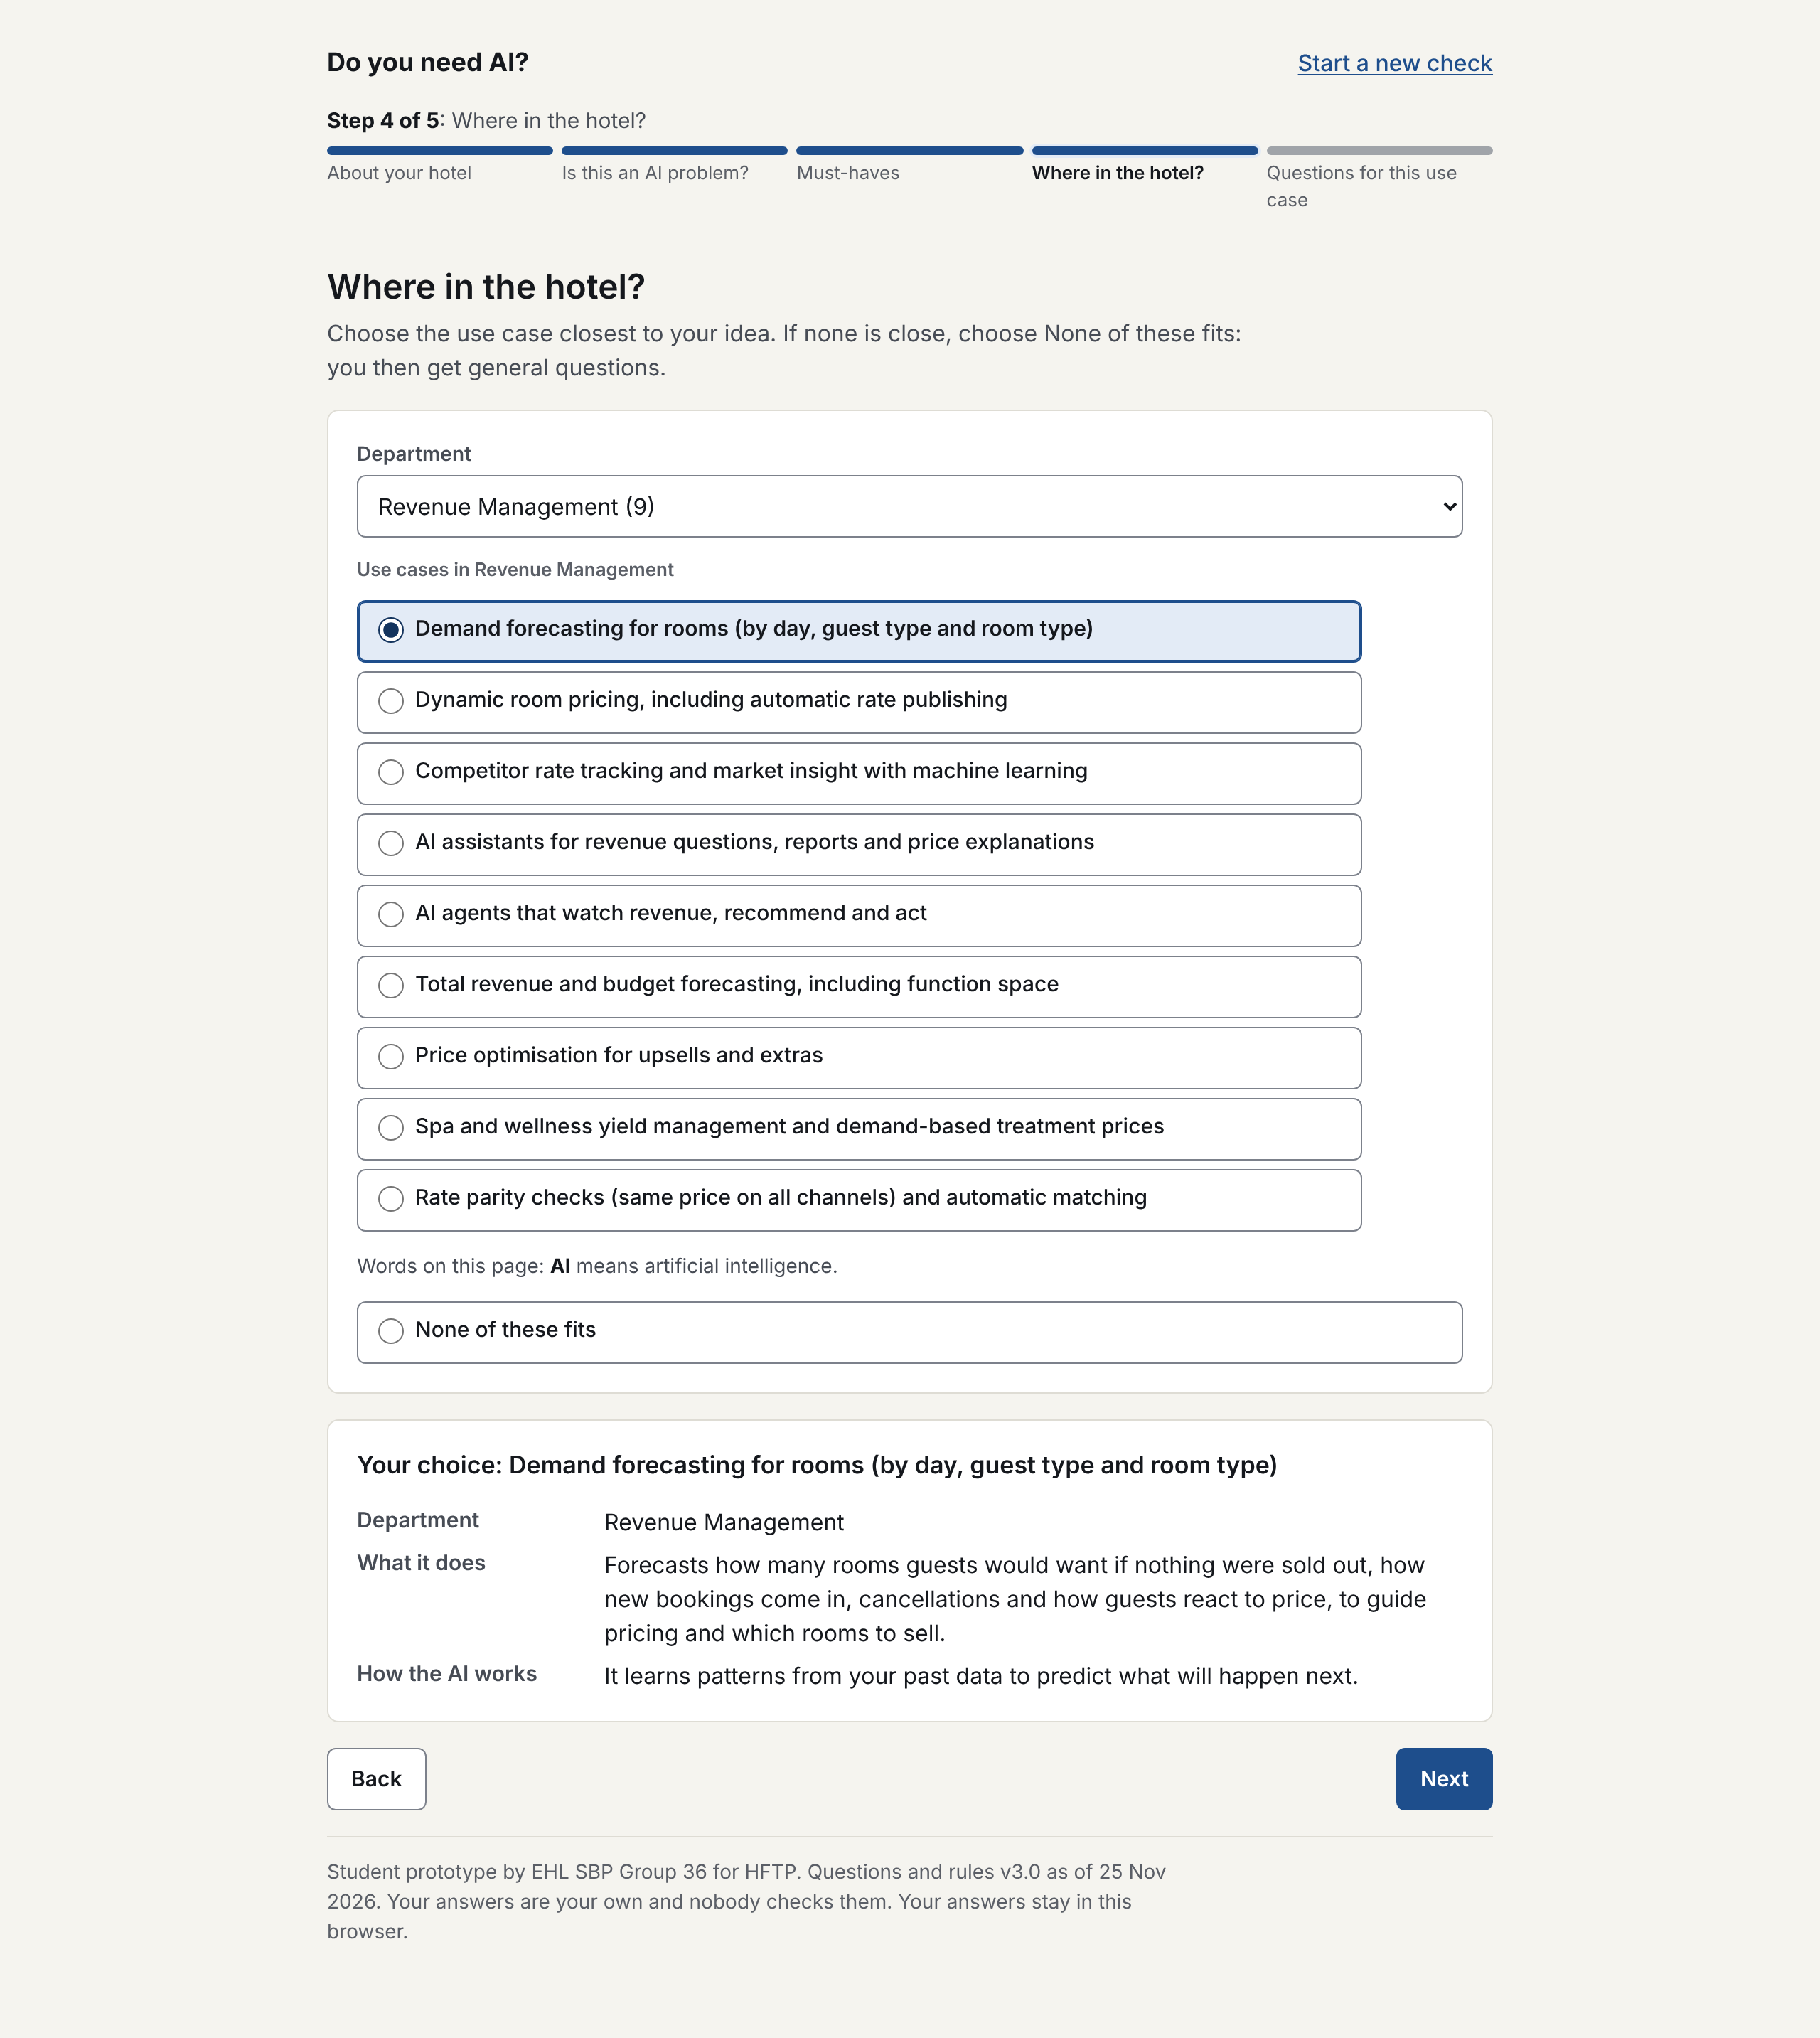 Do you need AI?
Start a new check
Step 4 of 5: Where in the hotel?
About your hotel
Is this an AI problem?
Must-haves
Where in the hotel?
Questions for this use
case
Where in the hotel?
Choose the use case closest to your idea. If none is close, choose None of these fits:
you then get general questions.
Department
Revenue Management (9)
Use cases in Revenue Management
Demand forecasting for rooms (by day, guest type and room type)
Dynamic room pricing, including automatic rate publishing
Competitor rate tracking and market insight with machine learning
AI assistants for revenue questions, reports and price explanations
AI agents that watch revenue, recommend and act
Total revenue and budget forecasting, including function space
Price optimisation for upsells and extras
Spa and wellness yield management and demand-based treatment prices
Rate parity checks (same price on all channels) and automatic matching
Words on this page: AI means artificial intelligence.
None of these fits
Your choice: Demand forecasting for rooms (by day, guest type and room type)
Department
Revenue Management
What it does
Forecasts how many rooms guests would want if nothing were sold out, how
new bookings come in, cancellations and how guests react to price, to guide
pricing and which rooms to sell.
How the AI works
It learns patterns from your past data to predict what will happen next.
Back
Next
Student prototype by EHL SBP Group 36 for HFTP. Questions and rules v3.0 as of 25 Nov
2026. Your answers are your own and nobody checks them. Your answers stay in this
browser.